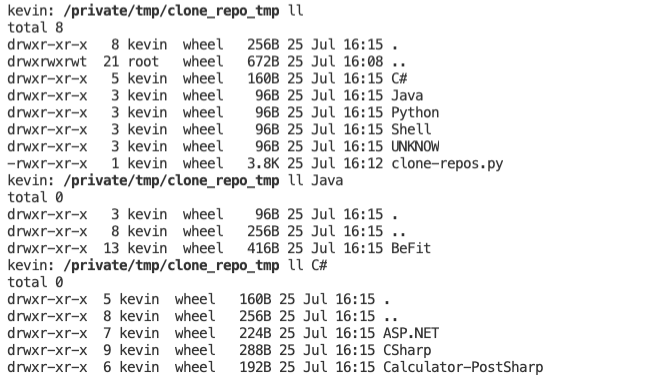 kevin: /private/tmp/clone_repo_tmp ll
total 8
drwxr-xr-x   8 kevin  wheel   256B 25 Jul 16:15 .
drwxrwxrwt  21 root   wheel   672B 25 Jul 16:08 ..
drwxr-xr-x   5 kevin  wheel   160B 25 Jul 16:15 C#
drwxr-xr-x   3 kevin  wheel    96B 25 Jul 16:15 Java
drwxr-xr-x   3 kevin  wheel    96B 25 Jul 16:15 Python
drwxr-xr-x   3 kevin  wheel    96B 25 Jul 16:15 Shell
drwxr-xr-x   3 kevin  wheel    96B 25 Jul 16:15 UNKNOW
-rwxr-xr-x   1 kevin  wheel   3.8K 25 Jul 16:12 clone-repos.py
kevin: /private/tmp/clone_repo_tmp ll Java
total 0
drwxr-xr-x   3 kevin  wheel    96B 25 Jul 16:15 .
drwxr-xr-x   8 kevin  wheel   256B 25 Jul 16:15 ..
drwxr-xr-x  13 kevin  wheel   416B 25 Jul 16:15 BeFit
kevin: /private/tmp/clone_repo_tmp ll C#
total 0
drwxr-xr-x  5 kevin  wheel   160B 25 Jul 16:15 .
drwxr-xr-x  8 kevin  wheel   256B 25 Jul 16:15 ..
drwxr-xr-x  7 kevin  wheel   224B 25 Jul 16:15 ASP.NET
drwxr-xr-x  9 kevin  wheel   288B 25 Jul 16:15 CSharp
drwxr-xr-x  6 kevin  wheel   192B 25 Jul 16:15 Calculator-PostSharp